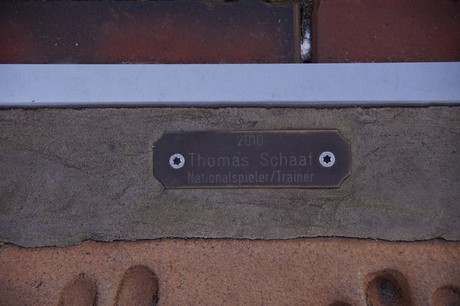 2010
Thomas Schaaf
Nationalspieler/Trainer